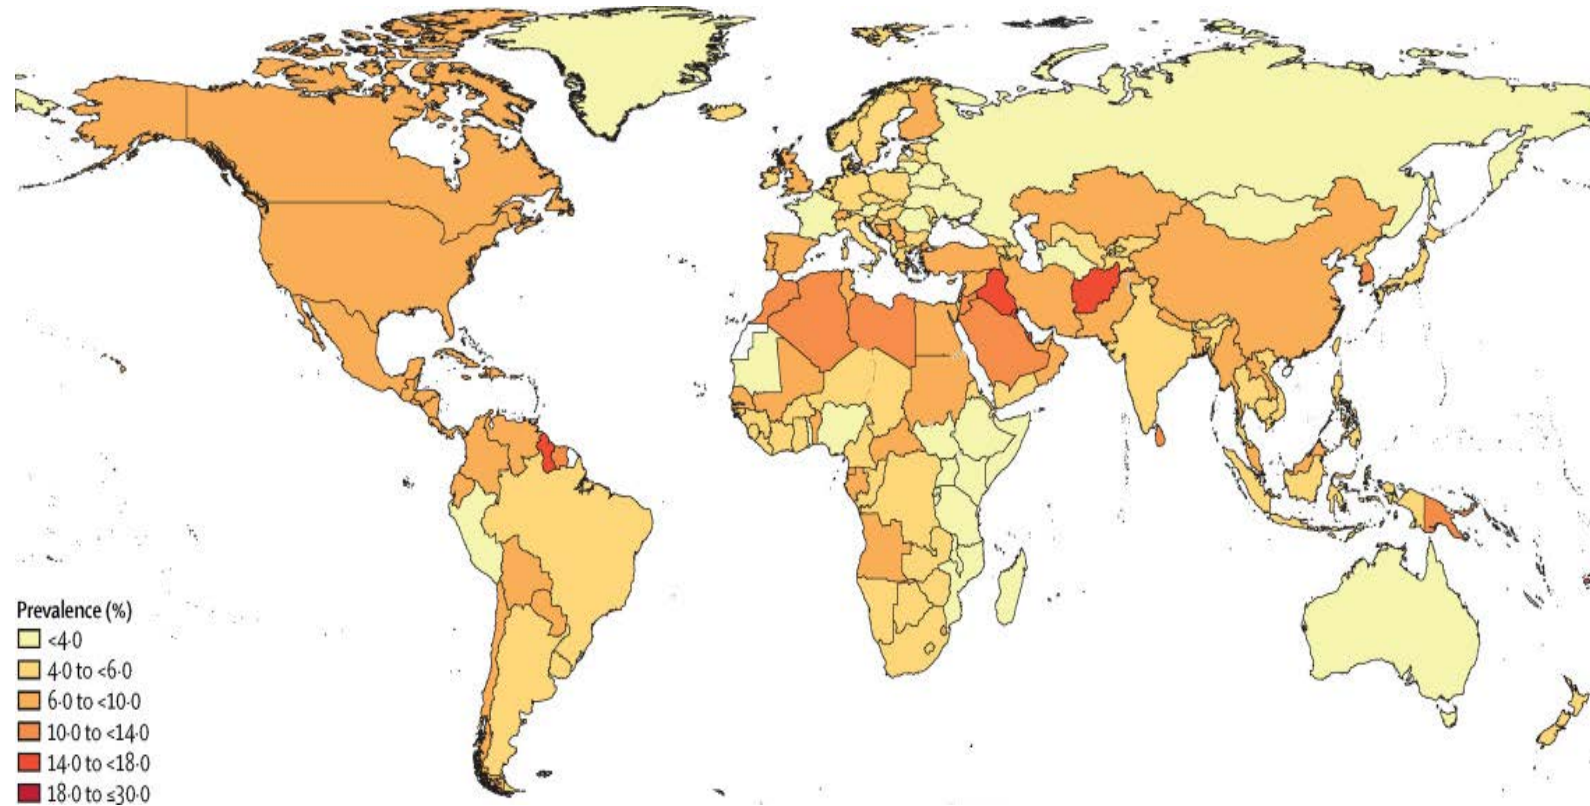 Prevalence (%)
<4·0
4·0 to <6·0
6·0 to <10·0
10·0 to <14·0
14·0 to <18·0
18·0 to ≤30·0